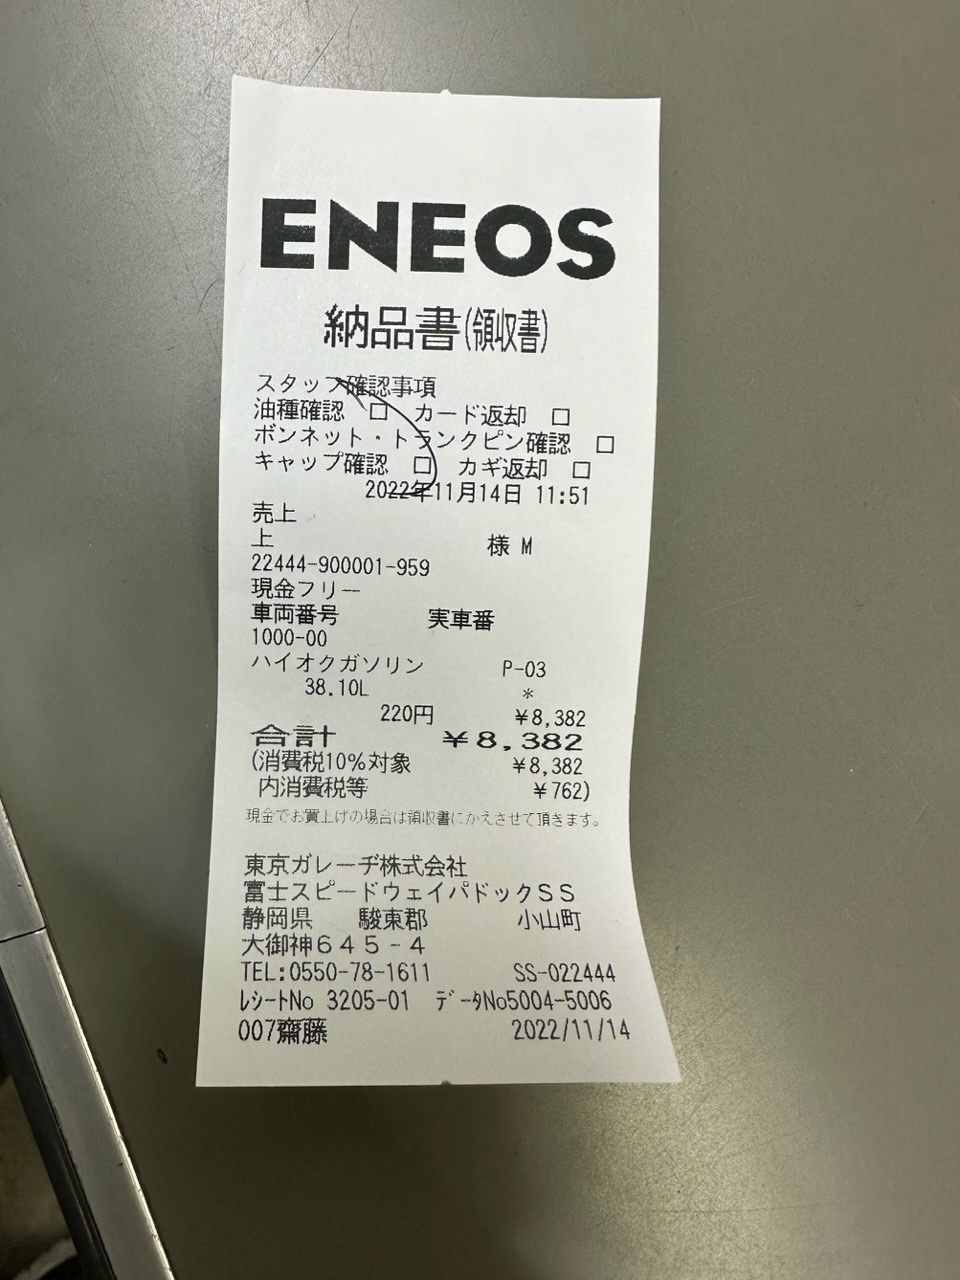 ENEOS
納品書(領収書)
スタッフ確認事項
油種確認 □ カード返却 □
ボンネット・トランクピン確認 □
キャップ確認 □ カギ返却 □
2022年11月14日 11:51
売上
上 様 M
22444-900001-959
現金フリー
車両番号 実車番
1000-00
ハイオクガソリン P-03
38.10L *
220円 ¥8,382
合計 ¥8,382
(消費税10%対象 ¥8,382
内消費税等 ¥762)
現金でお買上げの場合は領収書にかえさせて頂きます。
東京ガレーヂ株式会社
富士スピードウェイパドックSS
静岡県 駿東郡 小山町
大御神645-4
TEL:0550-78-1611 SS-022444
レシートNo 3205-01 データNo5004-5006
007齋藤 2022/11/14